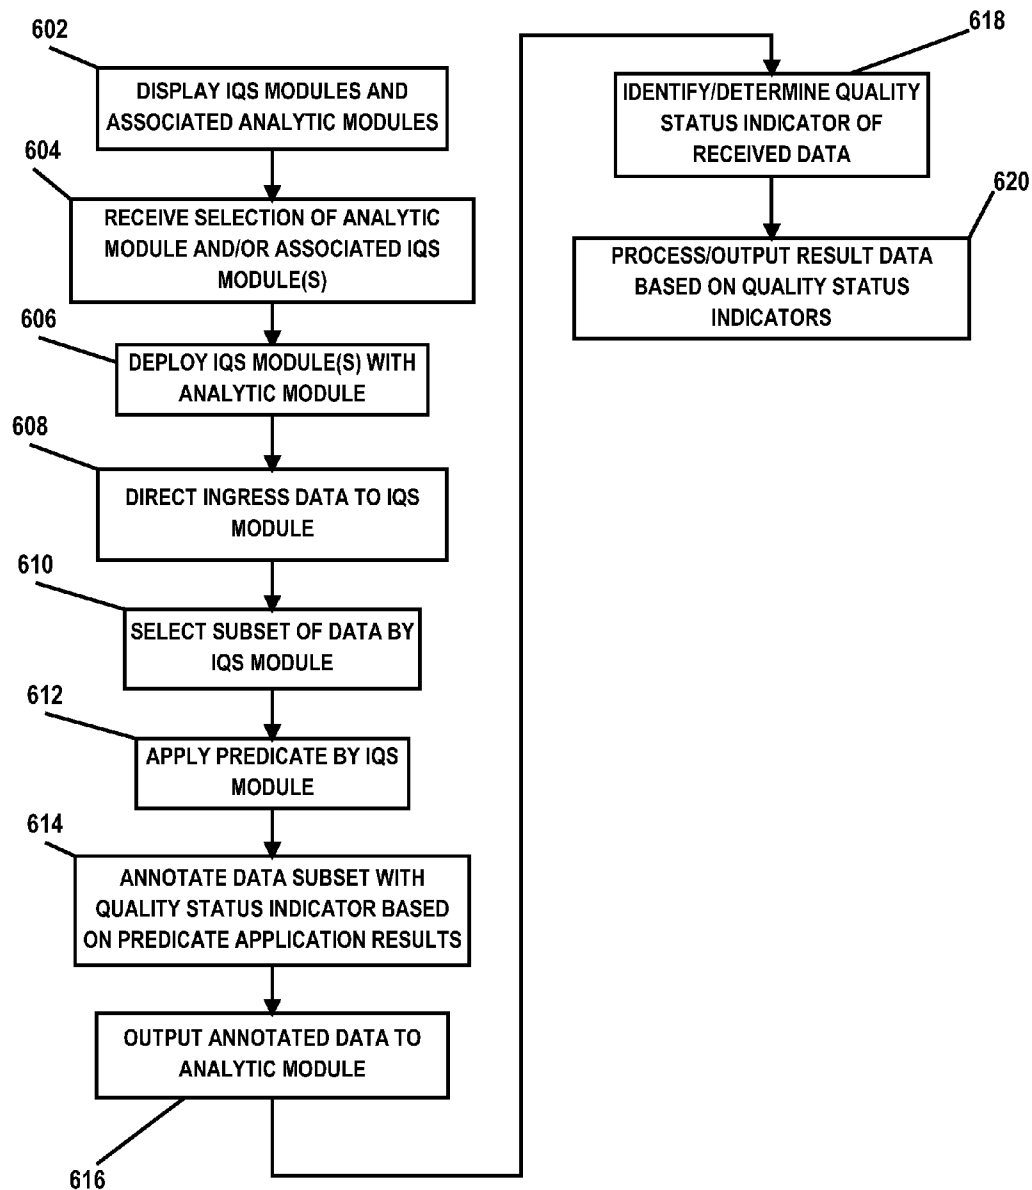 602
DISPLAY IQS MODULES AND
ASSOCIATED ANALYTIC MODULES
604
RECEIVE SELECTION OF ANALYTIC
MODULE AND/OR ASSOCIATED IQS
MODULE(S)
606
DEPLOY IQS MODULE(S) WITH
ANALYTIC MODULE
608
DIRECT INGRESS DATA TO IQS
MODULE
610
SELECT SUBSET OF DATA BY
IQS MODULE
612
APPLY PREDICATE BY IQS
MODULE
614
ANNOTATE DATA SUBSET WITH
QUALITY STATUS INDICATOR BASED
ON PREDICATE APPLICATION RESULTS
OUTPUT ANNOTATED DATA TO
ANALYTIC MODULE
616
618
IDENTIFY/DETERMINE QUALITY
STATUS INDICATOR OF
RECEIVED DATA
620
PROCESS/OUTPUT RESULT DATA
BASED ON QUALITY STATUS
INDICATORS